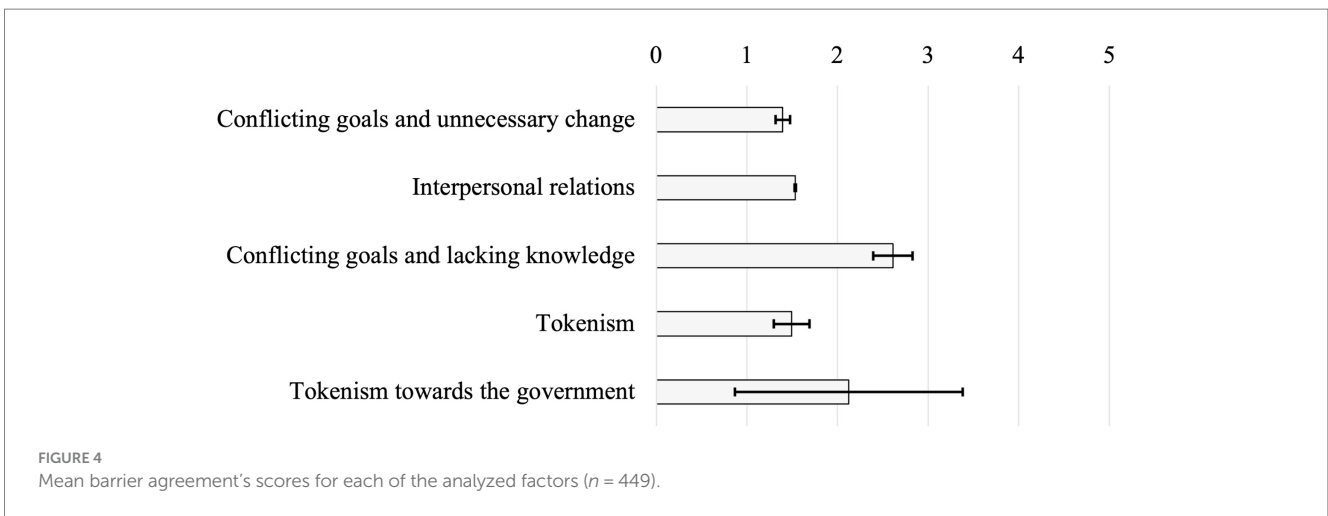 0 1 2 3 4 5
Conflicting goals and unnecessary change
Interpersonal relations
Conflicting goals and lacking knowledge
Tokenism
Tokenism towards the government
FIGURE 4
Mean barrier agreement’s scores for each of the analyzed factors (n = 449).